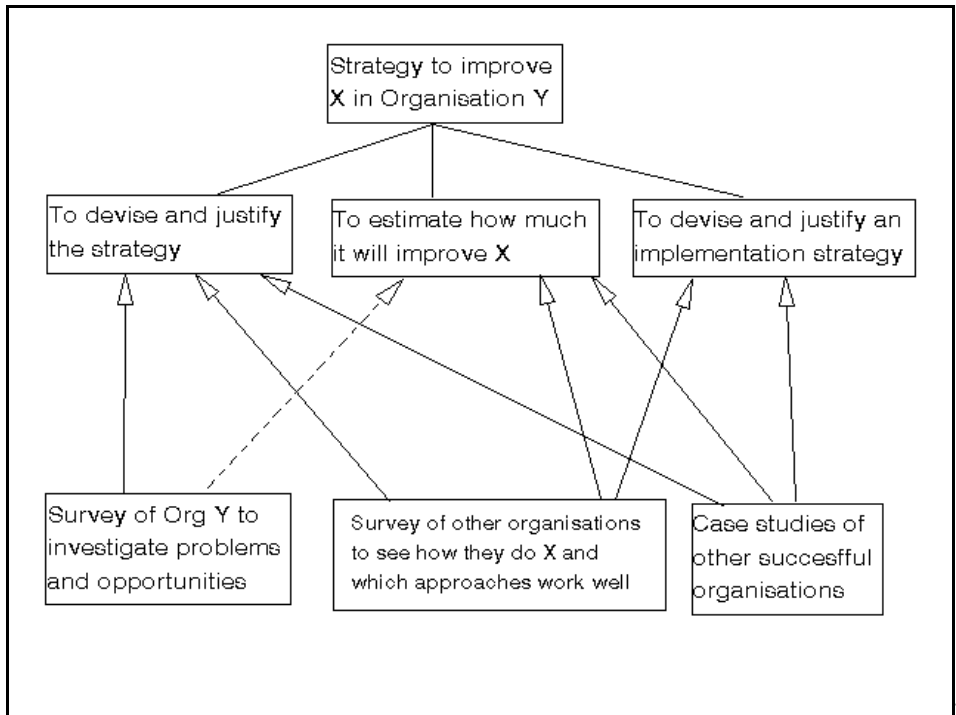 Strategy to improve
X in Organisation Y
To devise and justify
the strategy
To estimate how much
it will improve X
To devise and justify an
implementation strategy
Survey of Org Y to
investigate problems
and opportunities
Survey of other organisations
to see how they do X and
which approaches work well
Case studies of
other succesfful
organisations